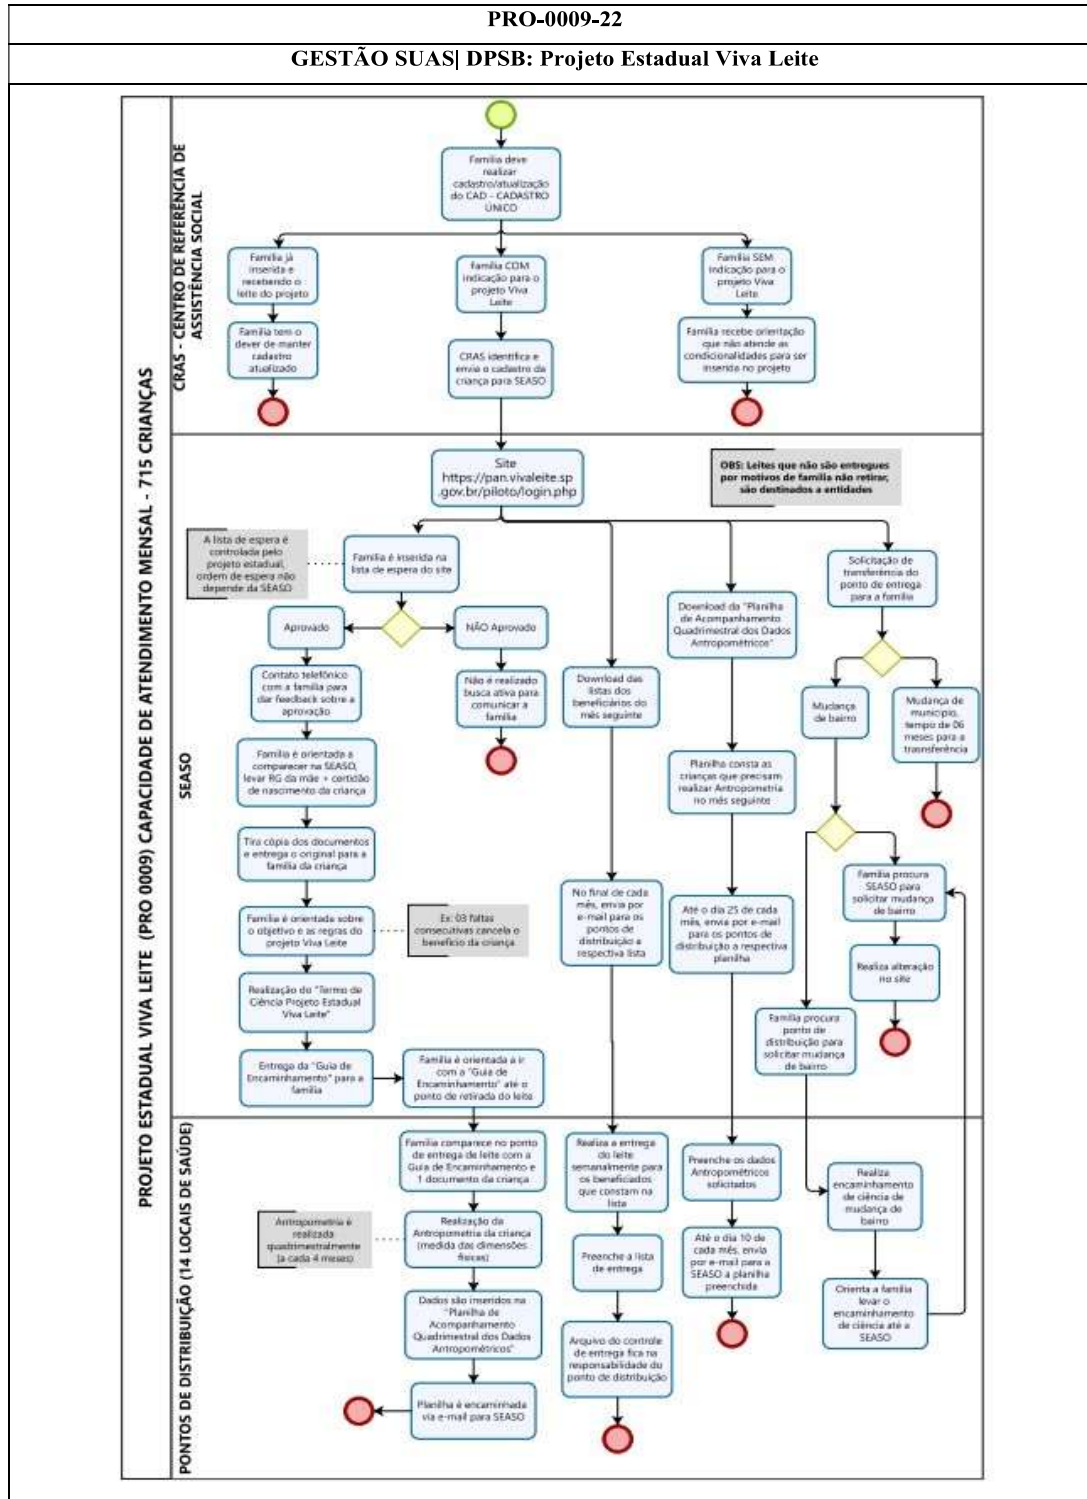 PRO-0009-22
GESTÃO SUAS| DPSB: Projeto Estadual Viva Leite
PROJETO ESTADUAL VIVA LEITE (PRO 0009) CAPACIDADE DE ATENDIMENTO MENSAL - 715 CRIANÇAS
CRAS - CENTRO DE REFERÊNCIA DE
ASSISTÊNCIA SOCIAL
Família deve
realizar
cadastro/atualização
do CAD - CADASTRO
ÚNICO
Família já
inserida e
recebendo o
leite do projeto
Família COM
indicação para o
projeto Viva
Leite
Família SEM
indicação para o
projeto Viva
Leite
Família tem o
dever de manter
cadastro
atualizado
CRAS identifica e
envia o cadastro da
criança para SEASO
Família recebe orientação
que não atende as
condicionalidades para ser
inserida no projeto
SEASO
Site
https://pan.vivaleite.sp
.gov.br/piloto/login.php
OBS: Leites que não são entregues
por motivos de família não retirar,
são destinados a entidades
A lista de espera é
controlada pelo
projeto estadual,
ordem de espera não
depende da SEASO
Família é inserida na
lista de espera do site
Aprovado
NÃO Aprovado
Contato telefônico
com a família para
dar feedback sobre a
aprovação
Não é realizado
busca ativa para
comunicar a
família
Família é orientada a
comparecer na SEASO,
levar RG da mãe + certidão
de nascimento da criança
Tira cópia dos documentos
e entrega o original para a
família da criança
Família é orientada sobre
o objetivo e as regras do
projeto Viva Leite
Ex: 03 faltas
consecutivas cancela o
benefício da criança
Realização do "Termo de
Ciência Projeto Estadual
Viva Leite"
Entrega da "Guia de
Encaminhamento" para a
família
Família é orientada a ir
com a "Guia de
Encaminhamento" até o
ponto de retirada do leite
Download das
listas dos
beneficiários do
mês seguinte
No final de cada
mês, envia por
e-mail para os
pontos de
distribuição a
respectiva lista
Download da "Planilha
de Acompanhamento
Quadrimestral dos Dados
Antropométricos"
Planilha consta as
crianças que precisam
realizar Antropometria
no mês seguinte
Até o dia 25 de cada
mês, envia por e-mail
para os pontos de
distribuição a respectiva
planilha
Solicitação de
transferência do
ponto de entrega
para a família
Mudança
de bairro
Mudança de
município,
tempo de 06
meses para a
transferência
Família procura
SEASO para
solicitar mudança
de bairro
Realiza alteração
no site
Família procura
ponto de
distribuição para
solicitar mudança
de bairro
PONTOS DE DISTRIBUIÇÃO (14 LOCAIS DE SAÚDE)
Família comparece no ponto
de entrega de leite com a
Guia de Encaminhamento e
1 documento da criança
Antropometria é
realizada
quadrimestralmente
(a cada 4 meses)
Realização da
Antropometria da criança
(medida das dimensões
físicas)
Dados são inseridos na
"Planilha de
Acompanhamento
Quadrimestral dos Dados
Antropométricos"
Planilha é encaminhada
via e-mail para SEASO
Realiza a entrega
do leite
semanalmente para
os beneficiados
que constam na
lista
Preenche a lista
de entrega
Arquivo do controle
de entrega fica na
responsabilidade do
ponto de distribuição
Preenche os dados
Antropométricos
solicitados
Até o dia 10 de
cada mês, envia
por e-mail para a
SEASO a planilha
preenchida
Realiza
encaminhamento
de ciência de
mudança de
bairro
Orienta a família
levar o
encaminhamento
de ciência até a
SEASO